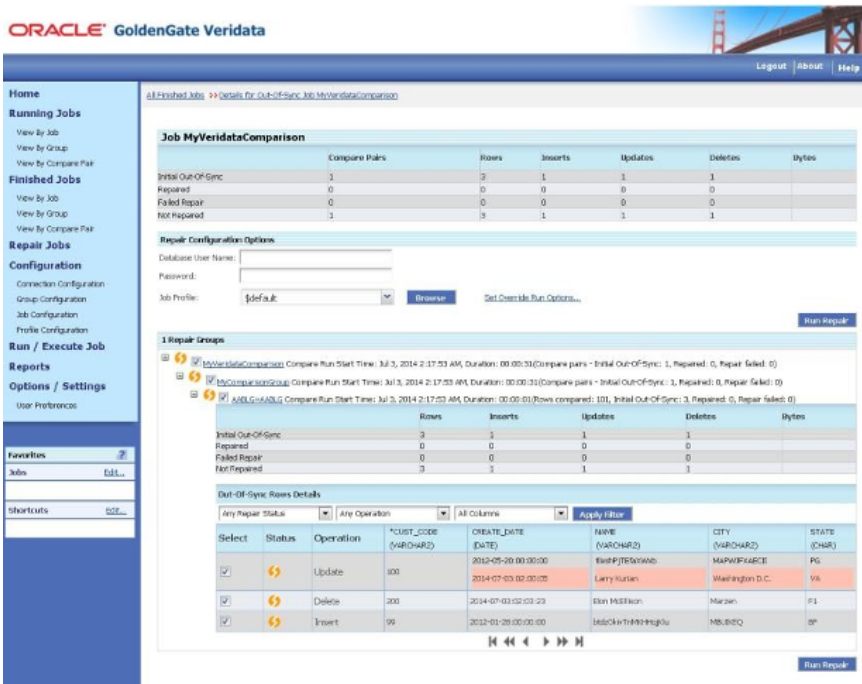 ORACLE GoldenGate Veridata
Logout About Help
Home
Running Jobs
View By Job
View By Group
View By Compare Pair
Finished Jobs
View By Job
View By Group
View By Compare Pair
Repair Jobs
Configuration
Connection Configuration
Group Configuration
Job Configuration
Profile Configuration
Run / Execute Job
Reports
Options / Settings
User Preferences
Favorites ?
Jobs Edit...
Shortcuts Edit...
All Finished Jobs >> Details for Out-Of-Sync Job MyVeridataComparison
Job MyVeridataComparison
Compare Pairs Rows Inserts Updates Deletes Bytes
Initial Out-Of-Sync 1 3 1 1 1
Repaired 0 0 0 0 0
Failed Repair 0 0 0 0 0
Not Repaired 1 3 1 1 1
Repair Configuration Options
Database User Name:
Password:
Job Profile: $default Browse Set Override Run Options...
Run Repair
1 Repair Groups
MyVeridataComparison Compare Run Start Time: Jul 3, 2014 2:17:53 AM, Duration: 00:00:31(Compare pairs - Initial Out-Of-Sync: 1, Repaired: 0, Repair failed: 0)
MyComparisonGroup Compare Run Start Time: Jul 3, 2014 2:17:53 AM, Duration: 00:00:31(Compare pairs - Initial Out-Of-Sync: 1, Repaired: 0, Repair failed: 0)
AABLG=AABLG Compare Run Start Time: Jul 3, 2014 2:17:53 AM, Duration: 00:00:01(Rows compared: 101, Initial Out-Of-Sync: 3, Repaired: 0, Repair failed: 0)
Rows Inserts Updates Deletes Bytes
Initial Out-Of-Sync 3 1 1 1
Repaired 0 0 0 0
Failed Repair 0 0 0 0
Not Repaired 3 1 1 1
Out-Of-Sync Rows Details
Any Repair Status Any Operation All Columns Apply Filter
Select Status Operation *CUST_CODE (VARCHAR2) CREATE_DATE (DATE) NAME (VARCHAR2) CITY (VARCHAR2) STATE (CHAR)
Update 100 2012-05-20:00:00:00 PG
2014-07-03:02:00:05 Larry Kurian Washington D.C. VA
Delete 200 2014-07-03:02:03:23 Elon McEllison Marzen
Insert 99 2012-01-28:00:00:00 BP
Run Repair